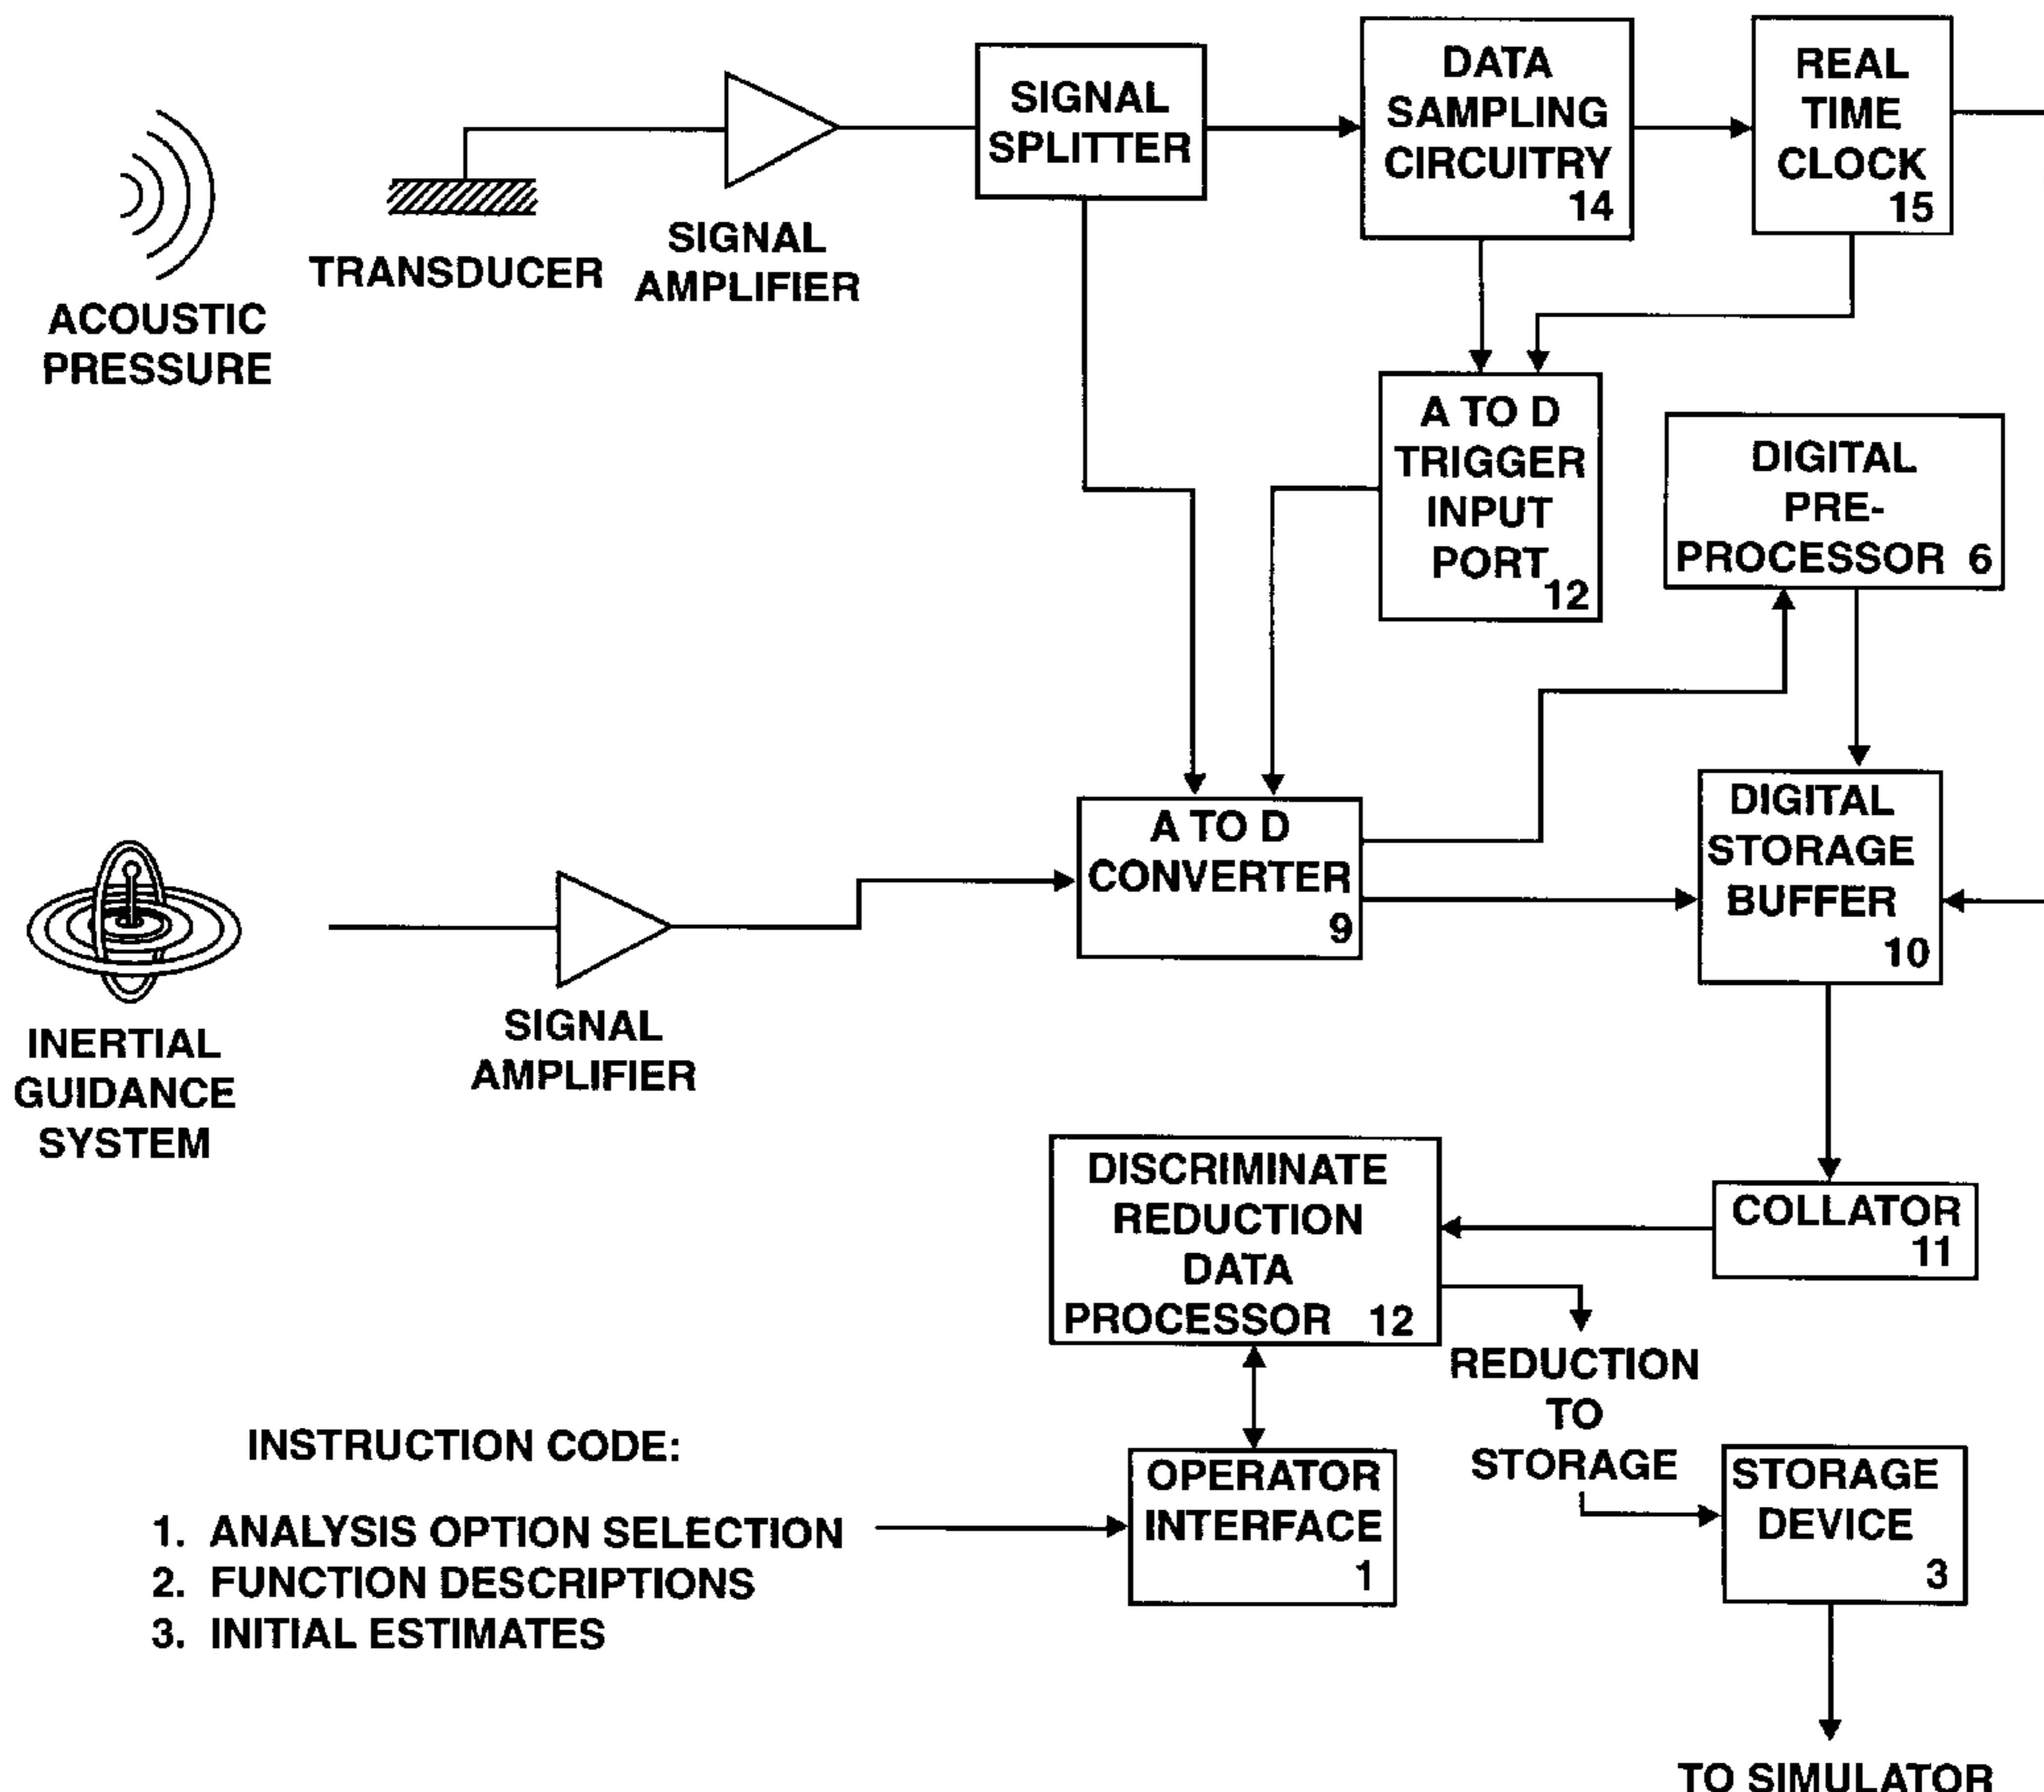 ACOUSTIC
PRESSURE
TRANSDUCER
SIGNAL
AMPLIFIER
SIGNAL
SPLITTER
DATA
SAMPLING
CIRCUITRY
14
REAL
TIME
CLOCK
15
A TO D
TRIGGER
INPUT
PORT
12
DIGITAL
PRE-
PROCESSOR 6
INERTIAL
GUIDANCE
SYSTEM
SIGNAL
AMPLIFIER
A TO D
CONVERTER
9
DIGITAL
STORAGE
BUFFER
10
COLLATOR
11
DISCRIMINATE
REDUCTION
DATA
PROCESSOR 12
REDUCTION
TO
STORAGE
INSTRUCTION CODE:
1. ANALYSIS OPTION SELECTION
2. FUNCTION DESCRIPTIONS
3. INITIAL ESTIMATES
OPERATOR
INTERFACE
1
STORAGE
DEVICE
3
TO SIMULATOR